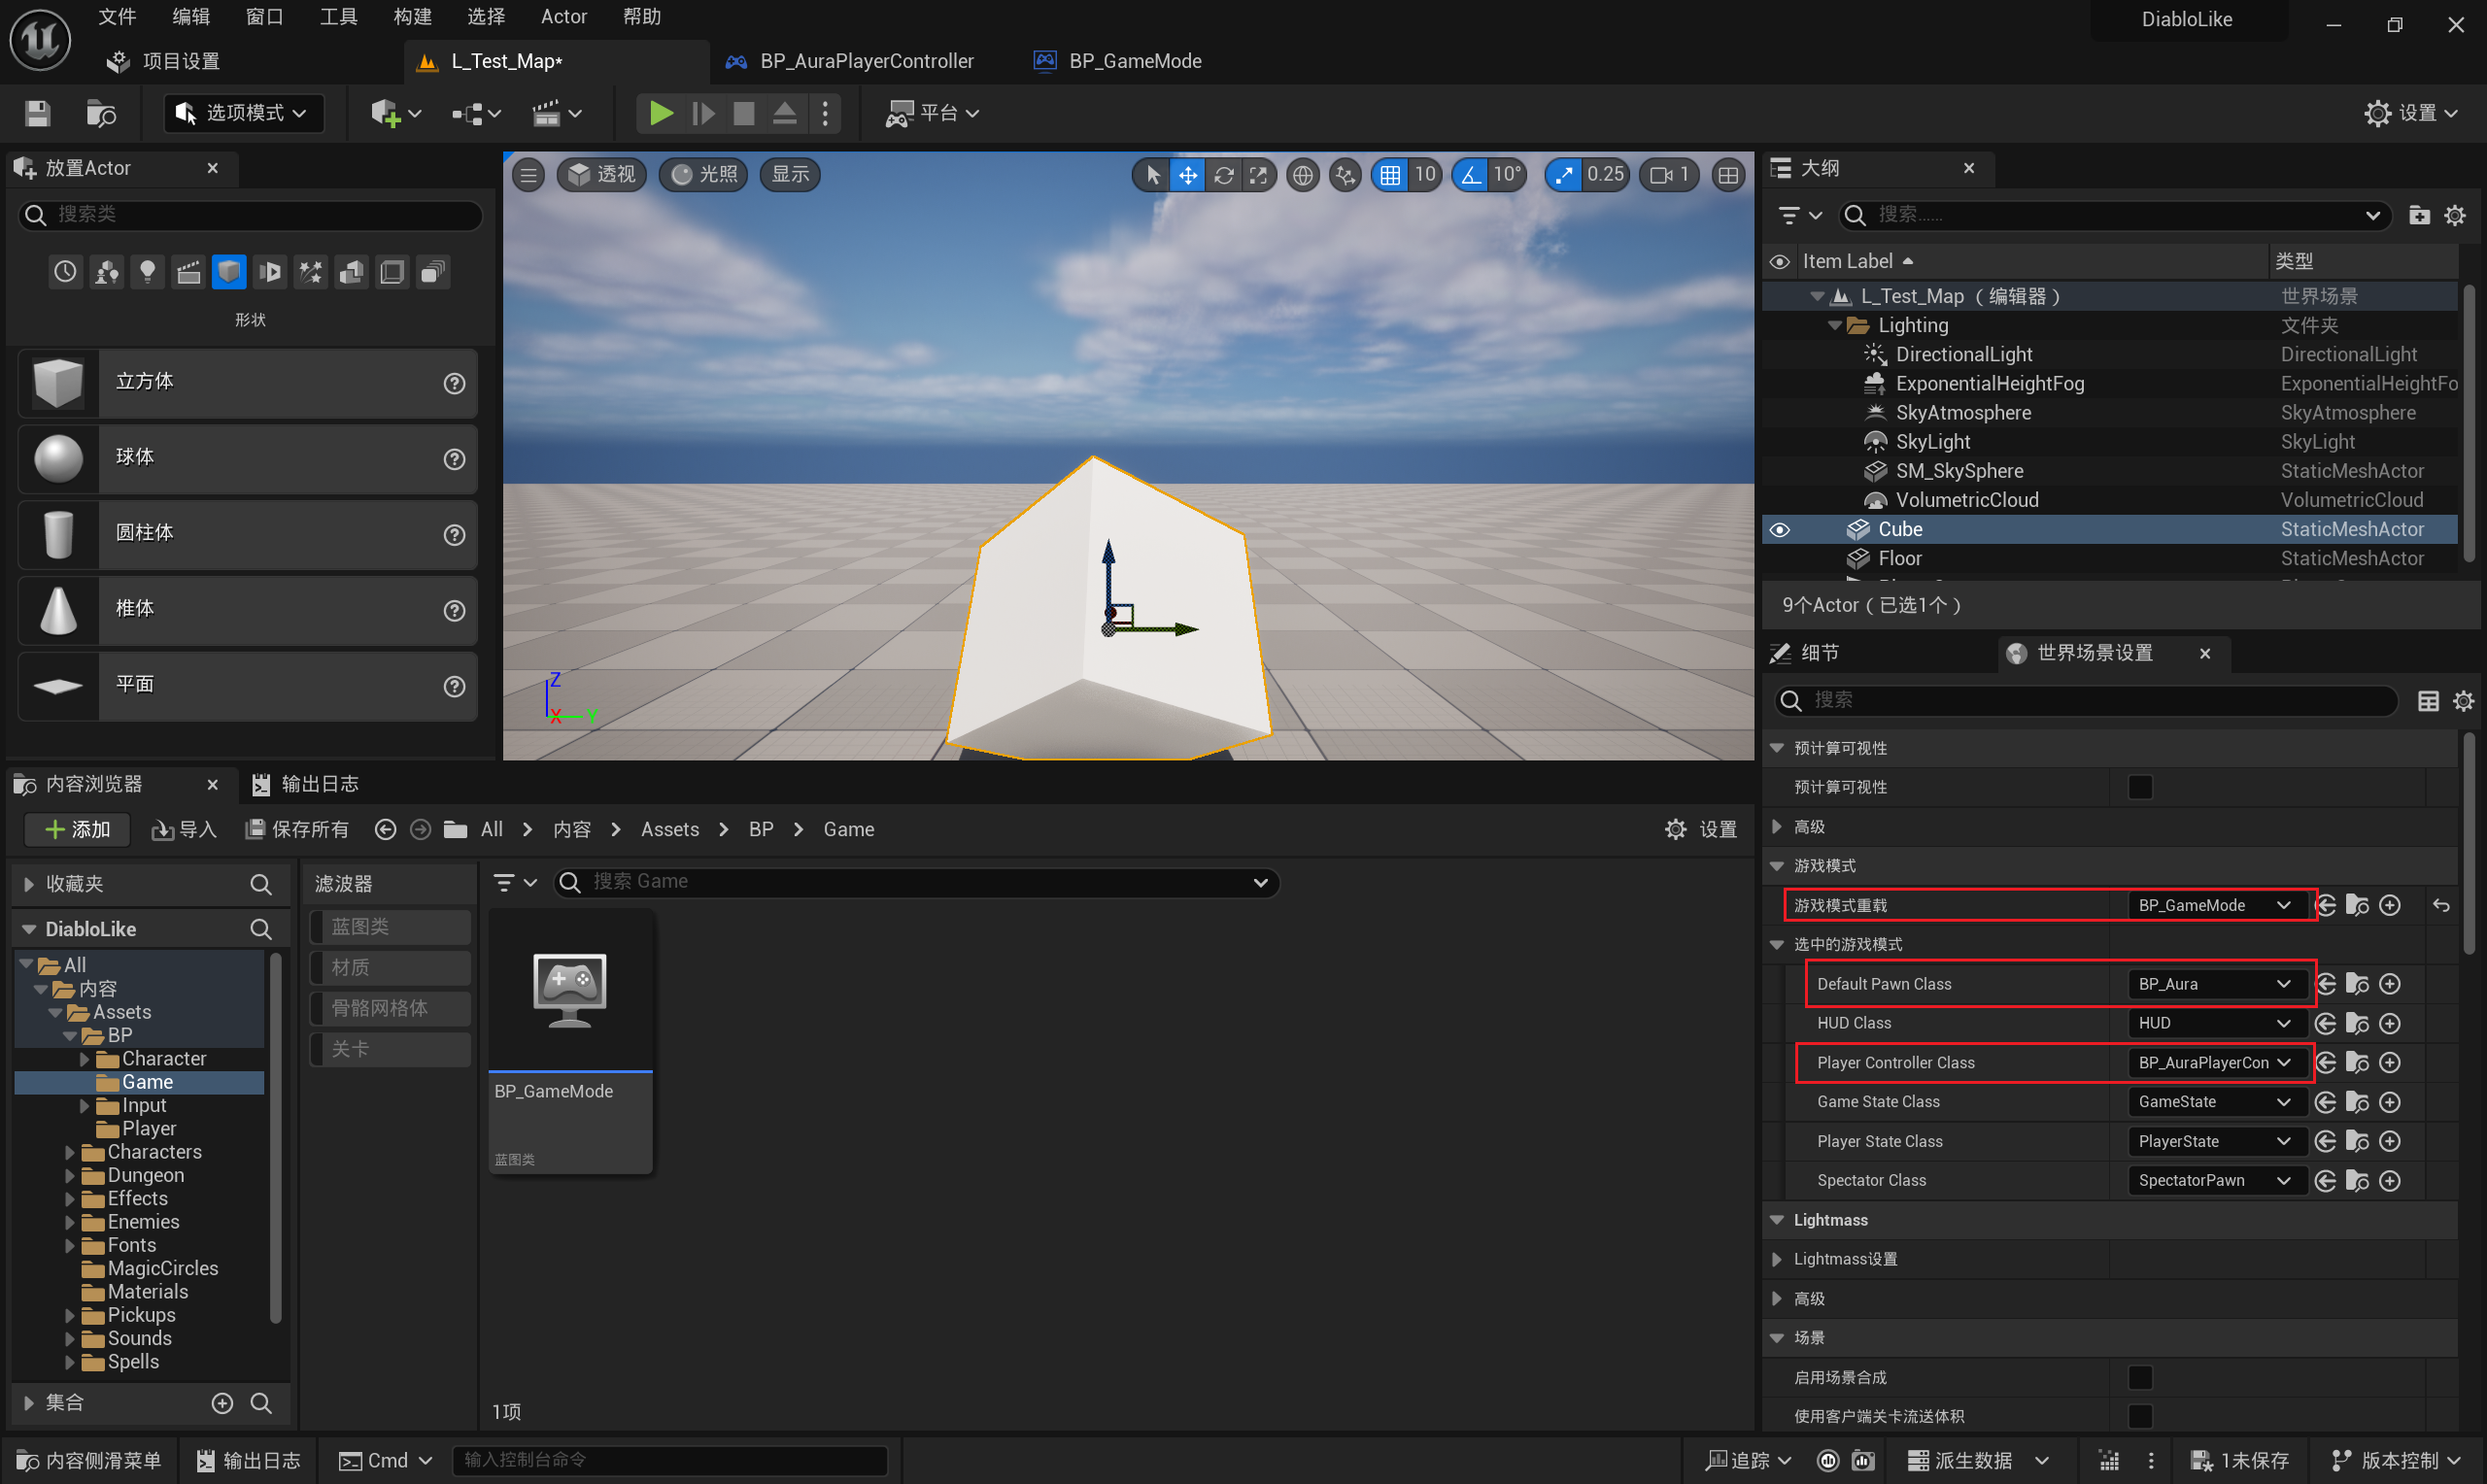 文件 编辑 窗口 工具 构建 选择 Actor 帮助
DiabloLike
项目设置
L_Test_Map*
BP_AuraPlayerController
BP_GameMode
选项模式
平台
设置
放置Actor
搜索类
形状
立方体
球体
圆柱体
椎体
平面
透视
光照
显示
10
10°
0.25
1
Z
X
Y
大纲
搜索......
Item Label 类型
L_Test_Map（编辑器） 世界场景
Lighting 文件夹
DirectionalLight DirectionalLight
ExponentialHeightFog ExponentialHeightFo
SkyAtmosphere SkyAtmosphere
SkyLight SkyLight
SM_SkySphere StaticMeshActor
VolumetricCloud VolumetricCloud
Cube StaticMeshActor
Floor StaticMeshActor
9个Actor（已选1个）
细节
世界场景设置
搜索
预计算可视性
预计算可视性
高级
游戏模式
游戏模式重载 BP_GameMode
选中的游戏模式
Default Pawn Class BP_Aura
HUD Class HUD
Player Controller Class BP_AuraPlayerCon
Game State Class GameState
Player State Class PlayerState
Spectator Class SpectatorPawn
Lightmass
Lightmass设置
高级
场景
启用场景合成
使用客户端关卡流送体积
内容浏览器
输出日志
添加 导入 保存所有 All 内容 Assets BP Game 设置
收藏夹
DiabloLike
All
内容
Assets
BP
Character
Game
Input
Player
Characters
Dungeon
Effects
Enemies
Fonts
MagicCircles
Materials
Pickups
Sounds
Spells
集合
滤波器
蓝图类
材质
骨骼网格体
关卡
搜索 Game
BP_GameMode
蓝图类
1项
内容侧滑菜单 输出日志 Cmd 输入控制台命令 追踪 派生数据 1未保存 版本控制